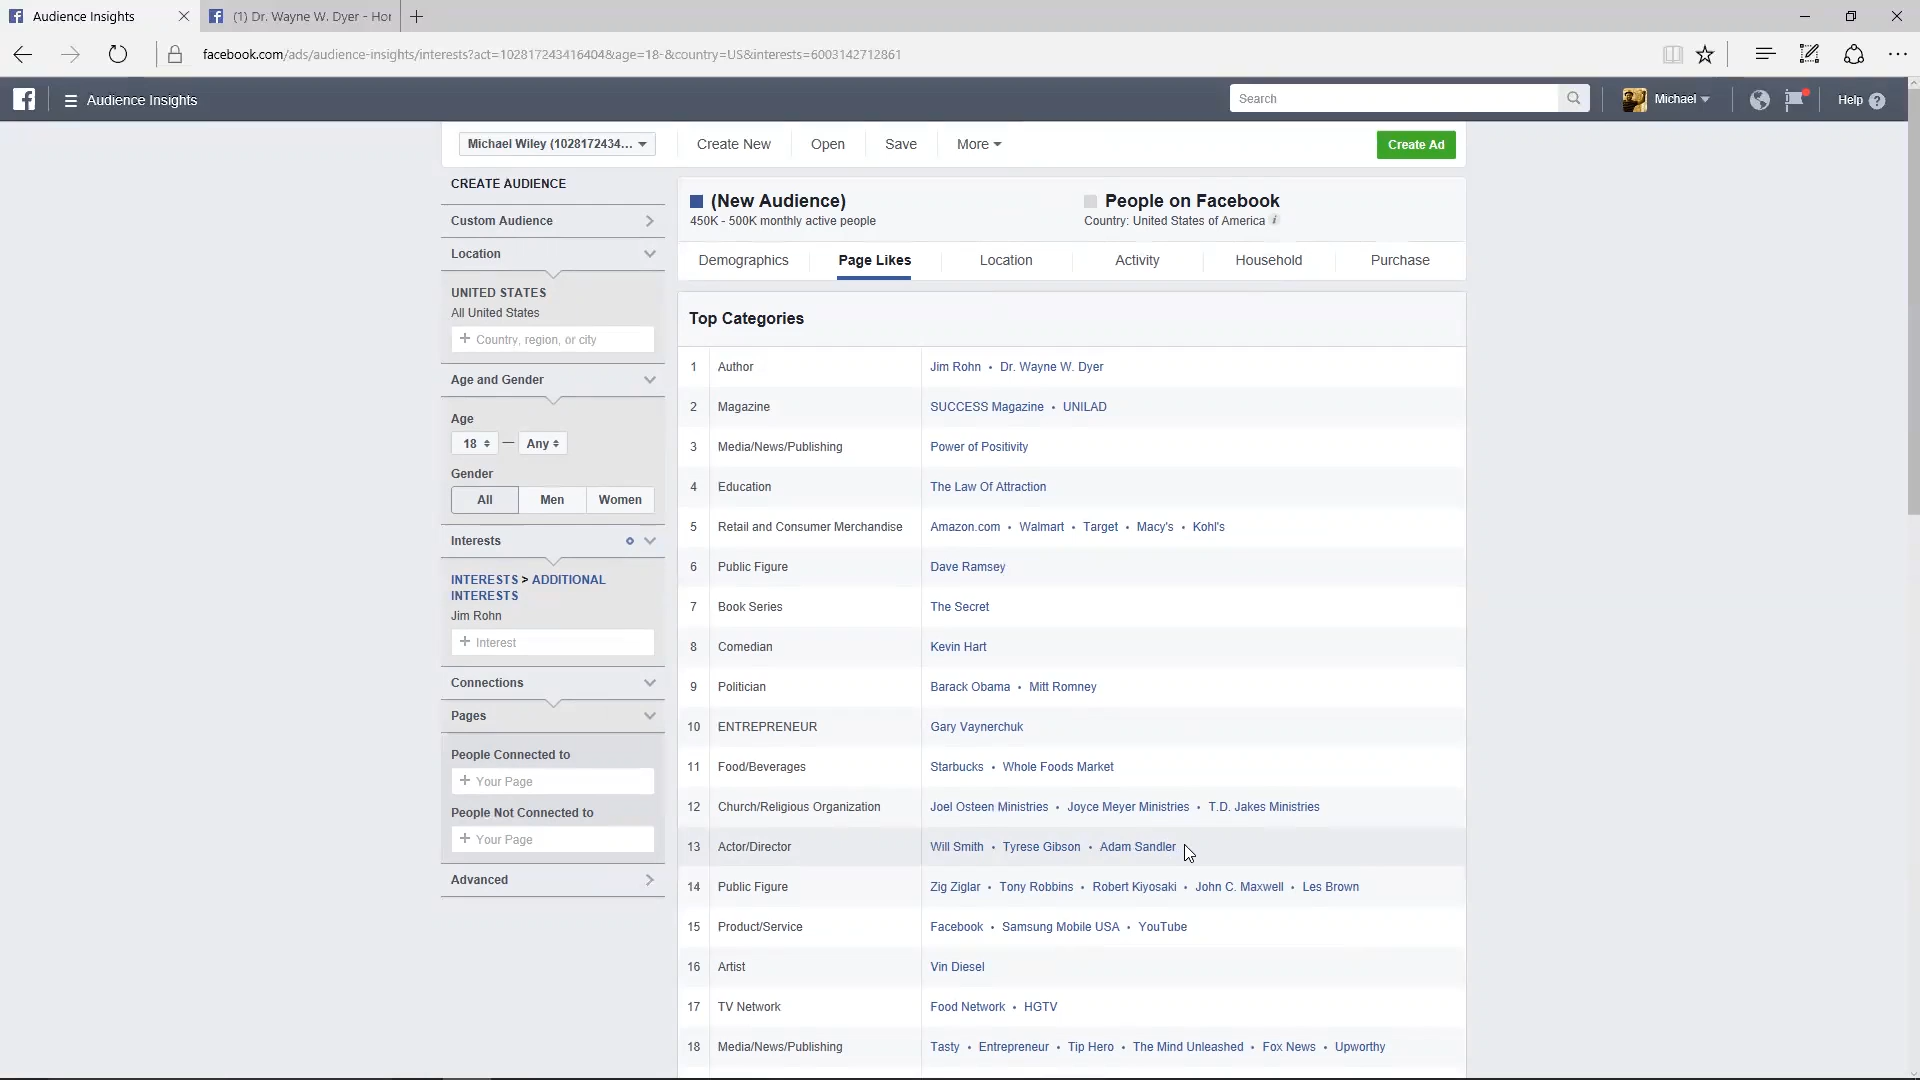 Audience Insights
(1) Dr. Wayne W. Dyer - Hor
facebook.com/ads/audience-insights/interests?act=1028172434164048&age=18-&country=US&interests=6003142712861
Audience Insights
Search
Michael
Help ?
Michael Wiley (1028172434...
Create New
Open
Save
More
Create Ad
CREATE AUDIENCE
Custom Audience
Location
UNITED STATES
All United States
+ Country, region, or city
Age and Gender
Age
18 — Any
Gender
All Men Women
Interests
INTERESTS > ADDITIONAL
INTERESTS
Jim Rohn
+ Interest
Connections
Pages
People Connected to
+ Your Page
People Not Connected to
+ Your Page
Advanced
(New Audience)
450K - 500K monthly active people
People on Facebook
Country: United States of America i
Demographics Page Likes Location Activity Household Purchase
Top Categories
1 Author Jim Rohn • Dr. Wayne W. Dyer
2 Magazine SUCCESS Magazine • UNILAD
3 Media/News/Publishing Power of Positivity
4 Education The Law Of Attraction
5 Retail and Consumer Merchandise Amazon.com • Walmart • Target • Macy's • Kohl's
6 Public Figure Dave Ramsey
7 Book Series The Secret
8 Comedian Kevin Hart
9 Politician Barack Obama • Mitt Romney
10 ENTREPRENEUR Gary Vaynerchuk
11 Food/Beverages Starbucks • Whole Foods Market
12 Church/Religious Organization Joel Osteen Ministries • Joyce Meyer Ministries • T.D. Jakes Ministries
13 Actor/Director Will Smith • Tyrese Gibson • Adam Sandler
14 Public Figure Zig Ziglar • Tony Robbins • Robert Kiyosaki • John C. Maxwell • Les Brown
15 Product/Service Facebook • Samsung Mobile USA • YouTube
16 Artist Vin Diesel
17 TV Network Food Network • HGTV
18 Media/News/Publishing Tasty • Entrepreneur • Tip Hero • The Mind Unleashed • Fox News • Upworthy